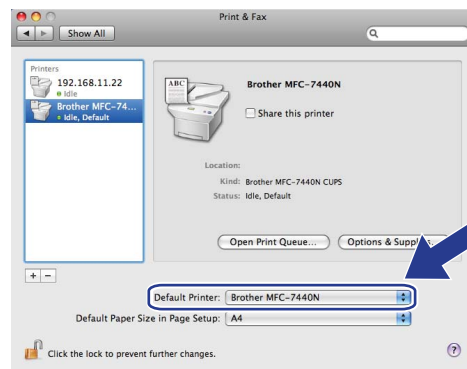 Print & Fax
Show All
Printers
192.168.11.22
Idle
Brother MFC-74...
Idle, Default
ABC
Brother MFC-7440N
Share this printer
Location:
Kind: Brother MFC-7440N CUPS
Status: Idle, Default
Open Print Queue... Options &
+ -
Default Printer: Brother MFC-7440N
Default Paper Size in Page Setup: A4
Click the lock to prevent further changes. ?